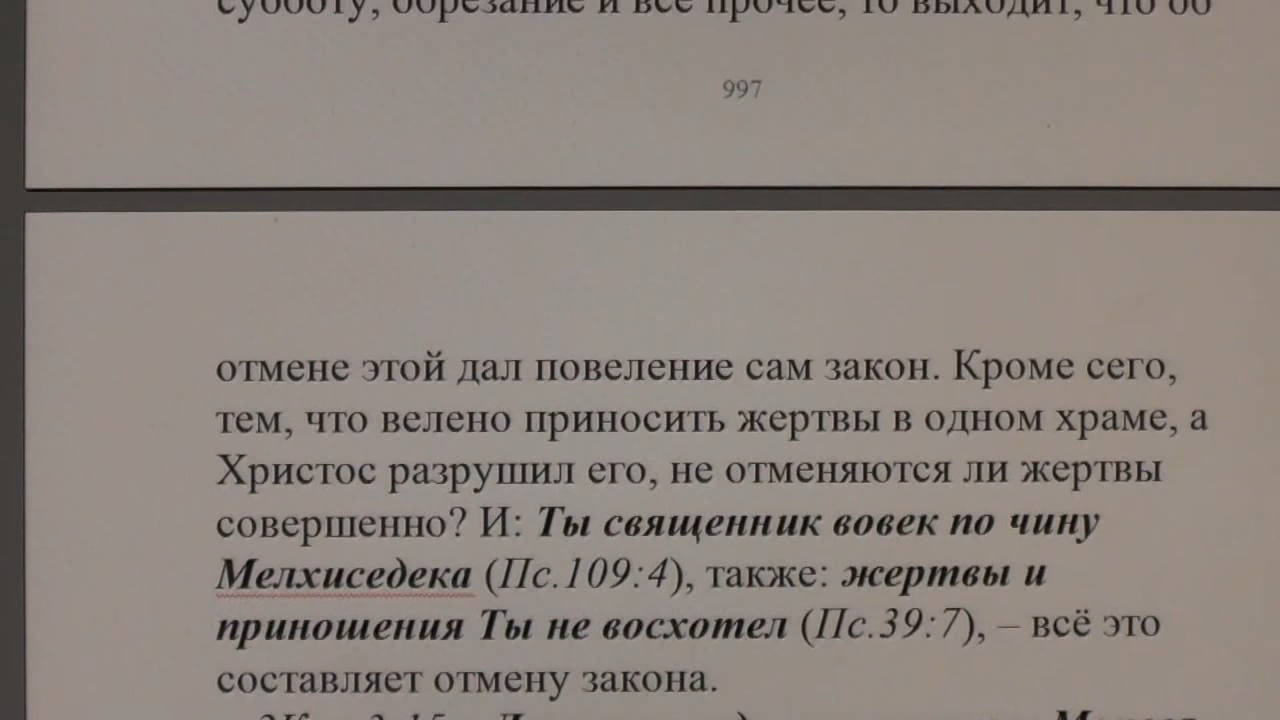 субботу, обрезание и все прочее, то выходит, что об
997
отмене этой дал повеление сам закон. Кроме сего,
тем, что велено приносить жертвы в одном храме, а
Христос разрушил его, не отменяются ли жертвы
совершенно? И: Ты священник вовек по чину
Мелхиседека (Пс.109:4), также: жертвы и
приношения Ты не восхотел (Пс.39:7), – всё это
составляет отмену закона.